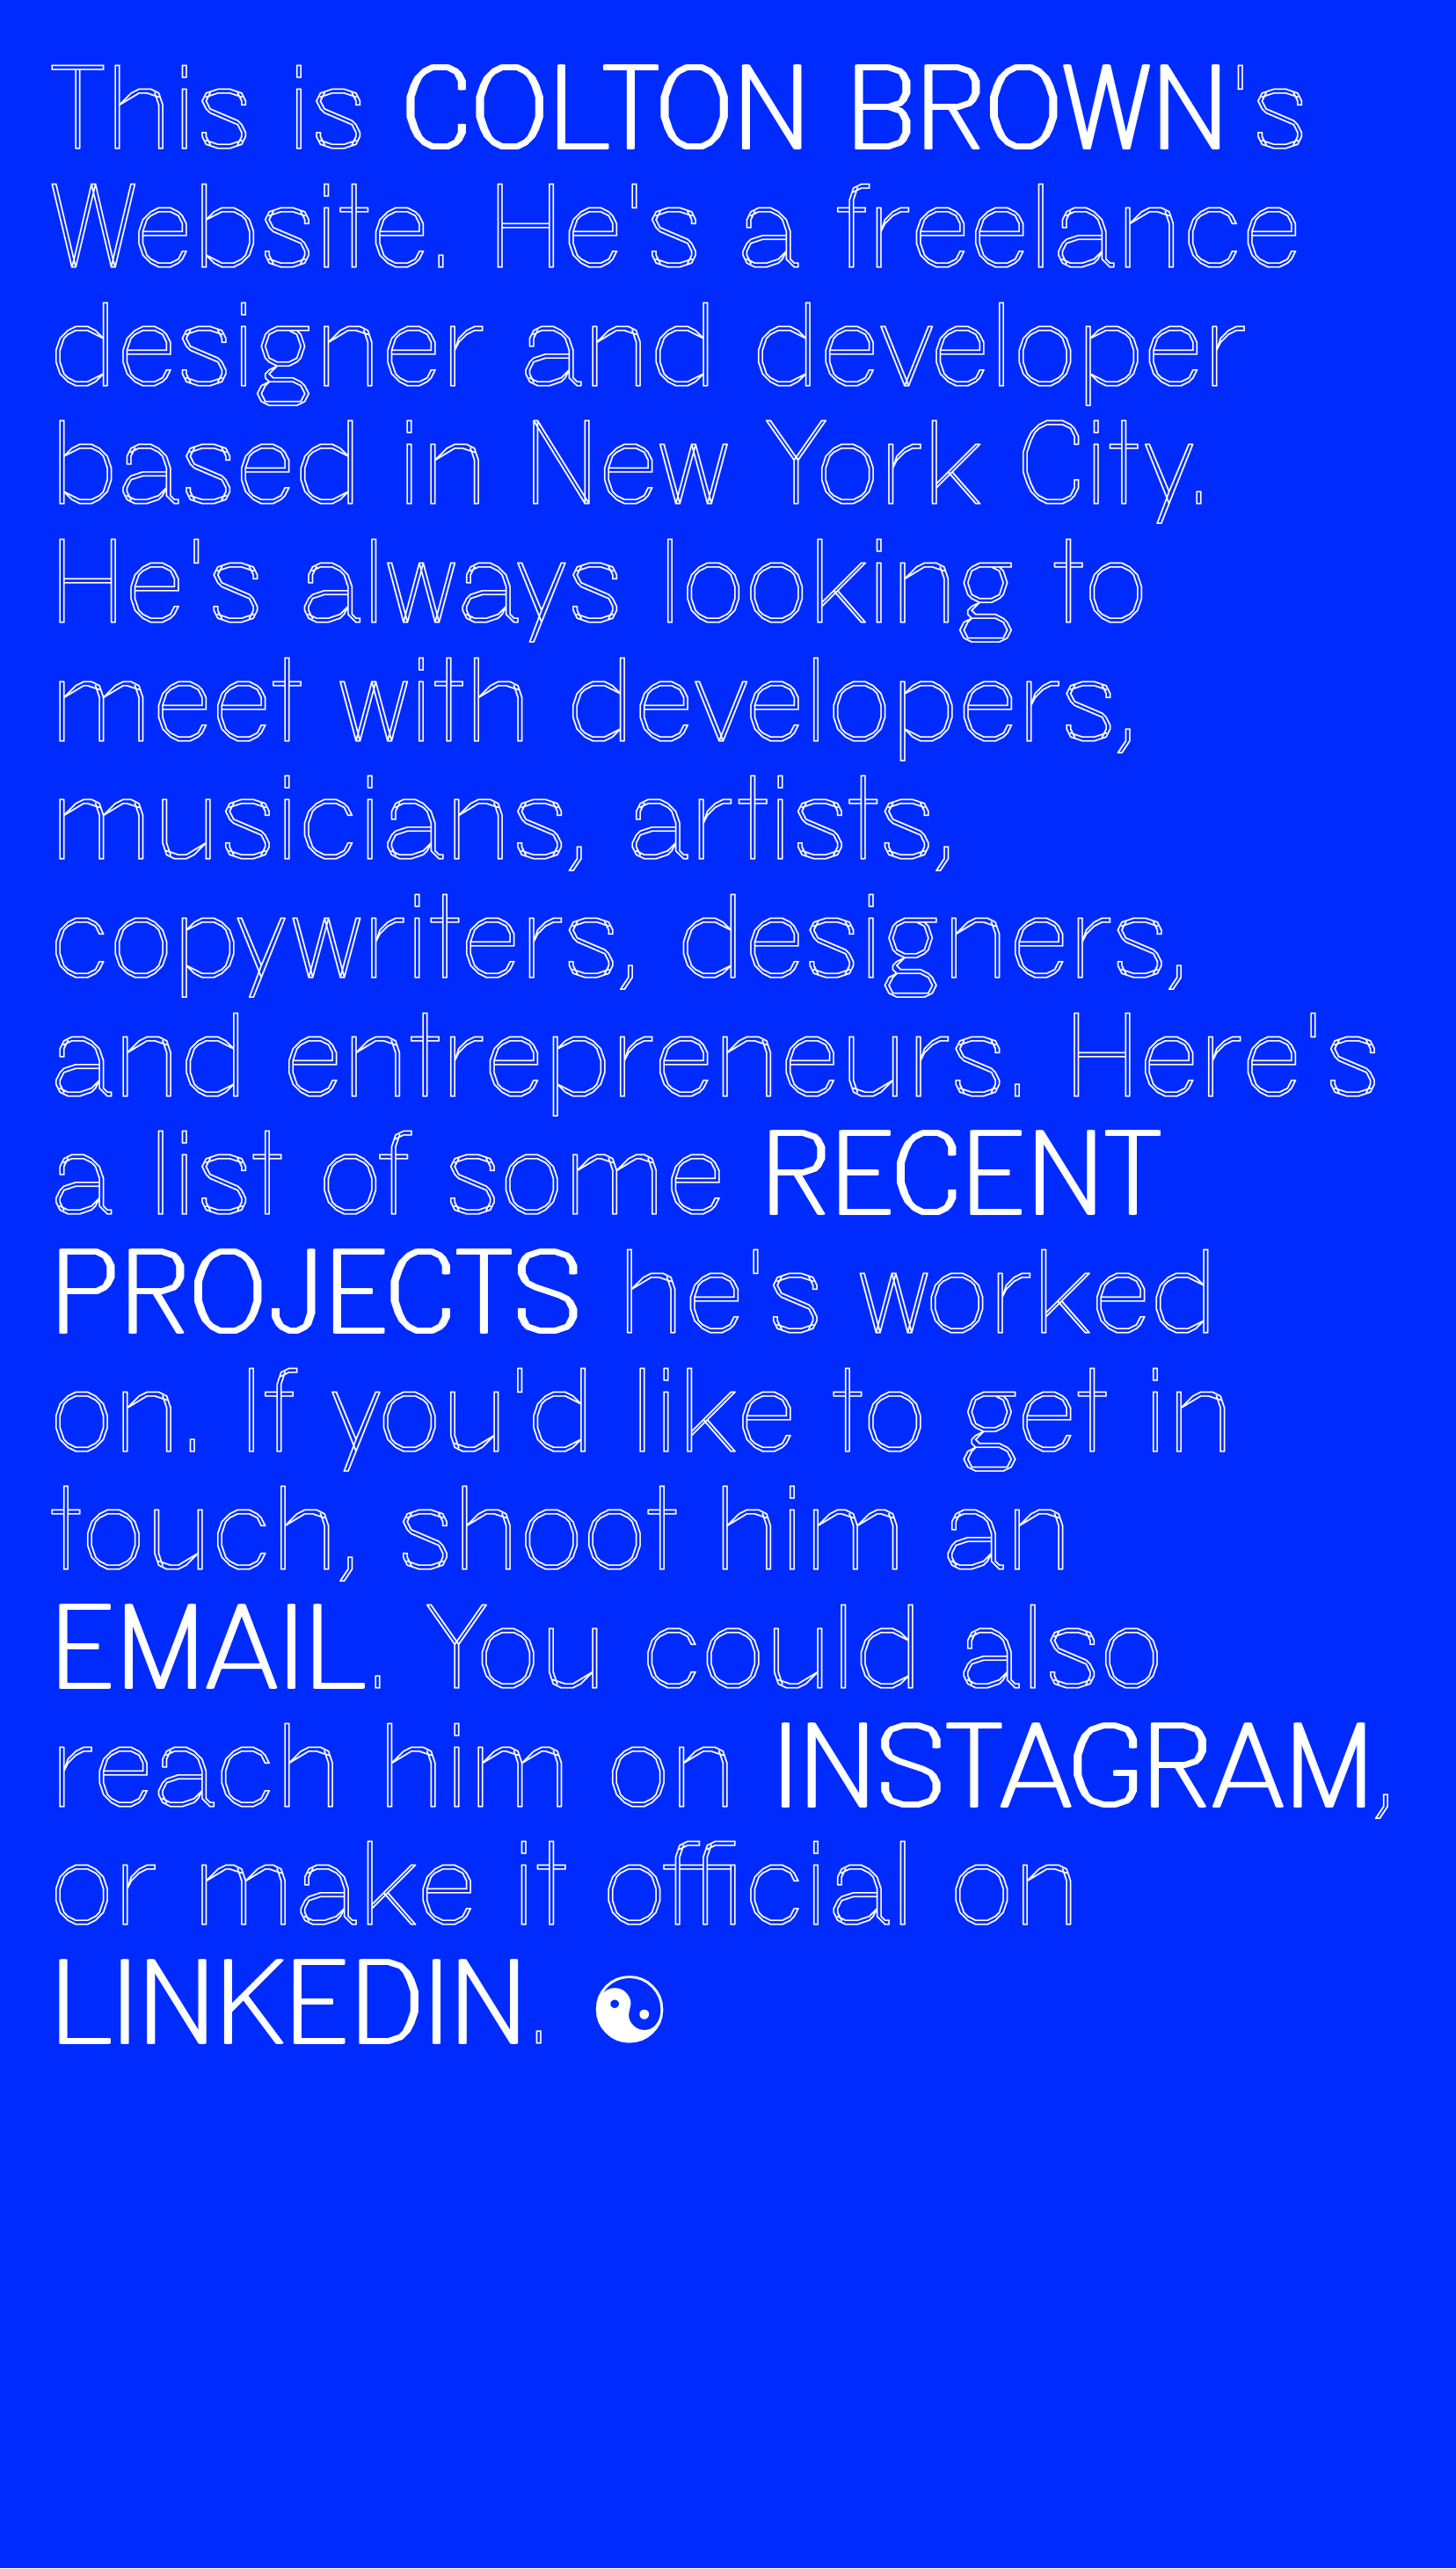 This is COLTON BROWN's
Website. He's a freelance
designer and developer
based in New York City.
He's always looking to
meet with developers,
musicians, artists,
copywriters, designers,
and entrepreneurs. Here's
a list of some RECENT
PROJECTS he's worked
on. If you'd like to get in
touch, shoot him an
EMAIL. You could also
reach him on INSTAGRAM,
or make it official on
LINKEDIN. ☯